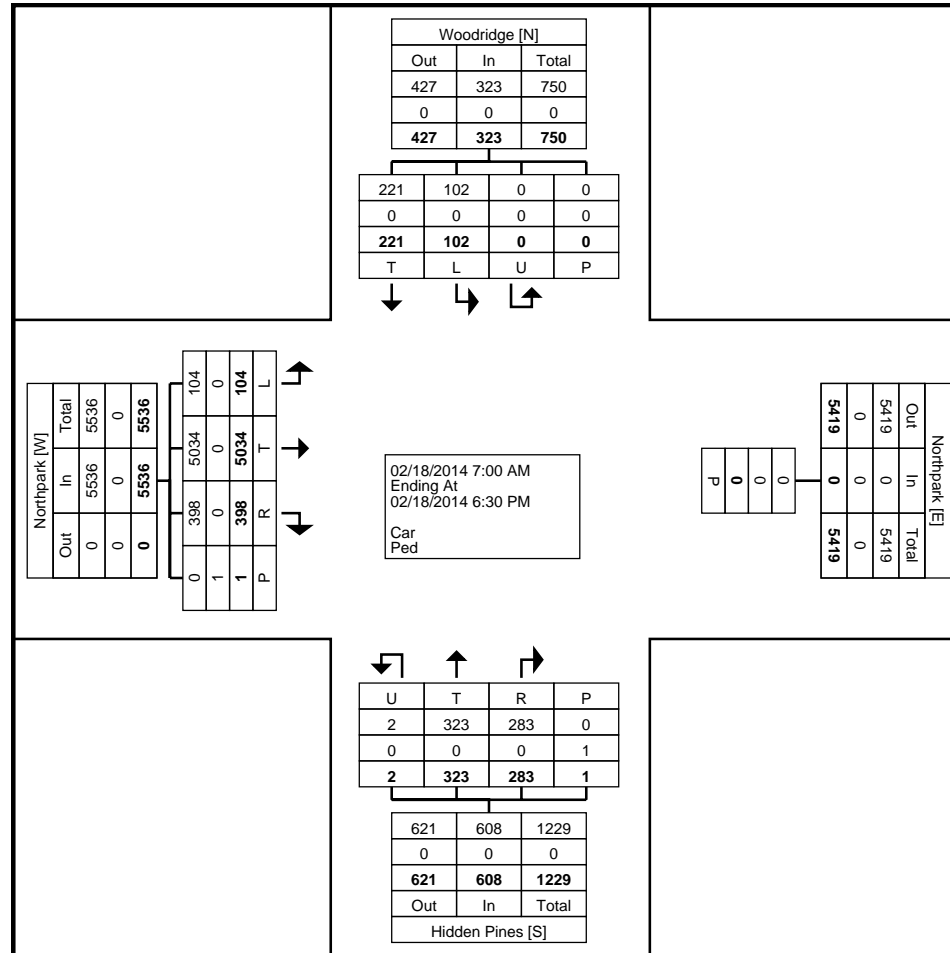 Woodridge [N]
Out In Total
427 323 750
0 0 0
427 323 750
221 102 0 0
0 0 0 0
221 102 0 0
T L U P
Northpark [W]
Out In Total
0 5536 5536
0 0 0
0 5536 5536
0 398 5034 104
1 0 0 0
1 398 5034 104
P R T L
02/18/2014 7:00 AM
Ending At
02/18/2014 6:30 PM
Car
Ped
Northpark [E]
Out In Total
5419 0 5419
0 0 0
5419 0 5419
0
0
0
P
U T R P
2 323 283 0
0 0 0 1
2 323 283 1
621 608 1229
0 0 0
621 608 1229
Out In Total
Hidden Pines [S]